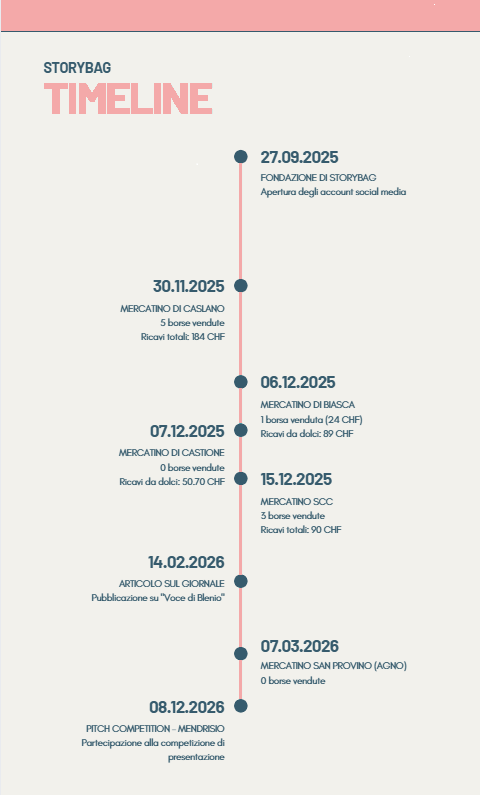 STORYBAG
TIMELINE
27.09.2025
FONDAZIONE DI STORYBAG
Apertura degli account social media
30.11.2025
MERCATINO DI CASLANO
5 borse vendute
Ricavi totali: 184 CHF
06.12.2025
MERCATINO DI BIASCA
1 borsa venduta (24 CHF)
Ricavi da dolci: 89 CHF
07.12.2025
MERCATINO DI CASTIONE
0 borse vendute
Ricavi da dolci: 50.70 CHF
15.12.2025
MERCATINO SCC
3 borse vendute
Ricavi totali: 90 CHF
14.02.2026
ARTICOLO SUL GIORNALE
Pubblicazione su "Voce di Blenio"
07.03.2026
MERCATINO SAN PROVINO (AGNO)
0 borse vendute
08.12.2026
PITCH COMPETITION - MENDRISIO
Partecipazione alla competizione di
presentazione